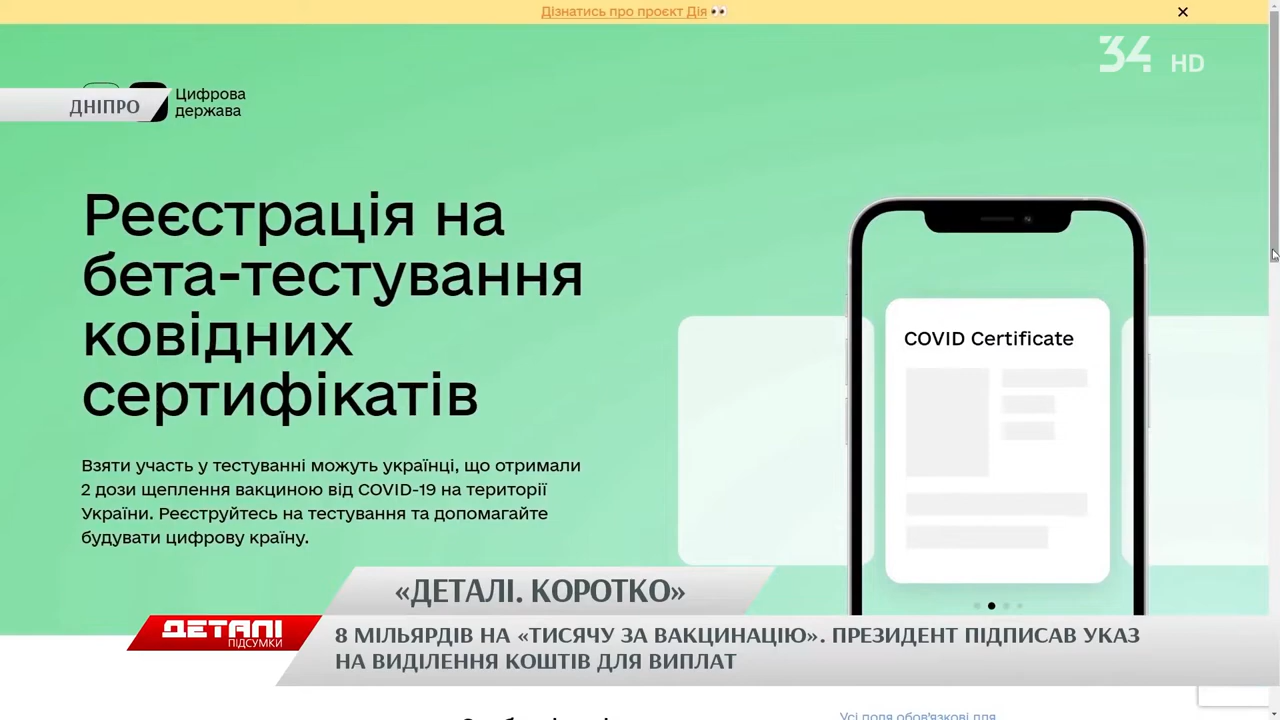 Дізнатись про проєкт Дія
34 HD
ДНІПРО
Цифрова
держава
Реєстрація на
бета-тестування
ковідних
сертифікатів
Взяти участь у тестуванні можуть українці, що отримали
2 дози щеплення вакциною від COVID-19 на території
України. Реєструйтесь на тестування та допомагайте
будувати цифрову країну.
COVID Certificate
«ДЕТАЛІ. КОРОТКО»
ДЕТАЛІ
ПІДСУМКИ
8 МІЛЬЯРДІВ НА «ТИСЯЧУ ЗА ВАКЦИНАЦІЮ». ПРЕЗИДЕНТ ПІДПИСАВ УКАЗ
НА ВИДІЛЕННЯ КОШТІВ ДЛЯ ВИПЛАТ
Усі поля обов'язкові для